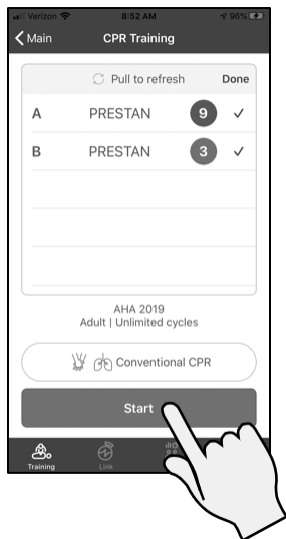 Verizon 8:52 AM 96%
Main CPR Training
Pull to refresh Done
A PRESTAN 9
B PRESTAN 3
AHA 2019
Adult | Unlimited cycles
Conventional CPR
Start
Training Link